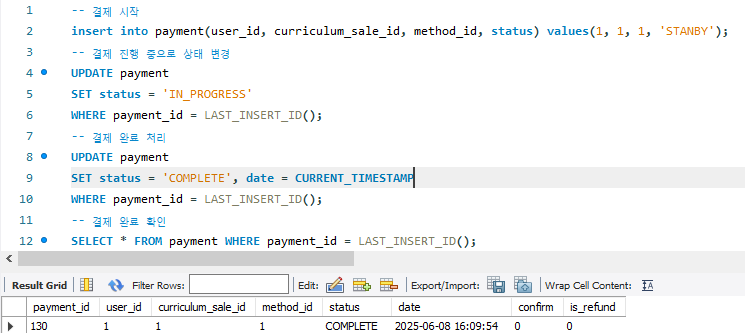 1 -- 결제 시작
2 insert into payment(user_id, curriculum_sale_id, method_id, status) values(1, 1, 1, 'STANBY');
3 -- 결제 진행 중으로 상태 변경
4 UPDATE payment
5 SET status = 'IN_PROGRESS'
6 WHERE payment_id = LAST_INSERT_ID();
7 -- 결제 완료 처리
8 UPDATE payment
9 SET status = 'COMPLETE', date = CURRENT_TIMESTAMP
10 WHERE payment_id = LAST_INSERT_ID();
11 -- 결제 완료 확인
12 SELECT * FROM payment WHERE payment_id = LAST_INSERT_ID();
Result Grid Filter Rows: Edit: Export/Import: Wrap Cell Content:
payment_id user_id curriculum_sale_id method_id status date confirm is_refund
130 1 1 1 COMPLETE 2025-06-08 16:09:54 0 0